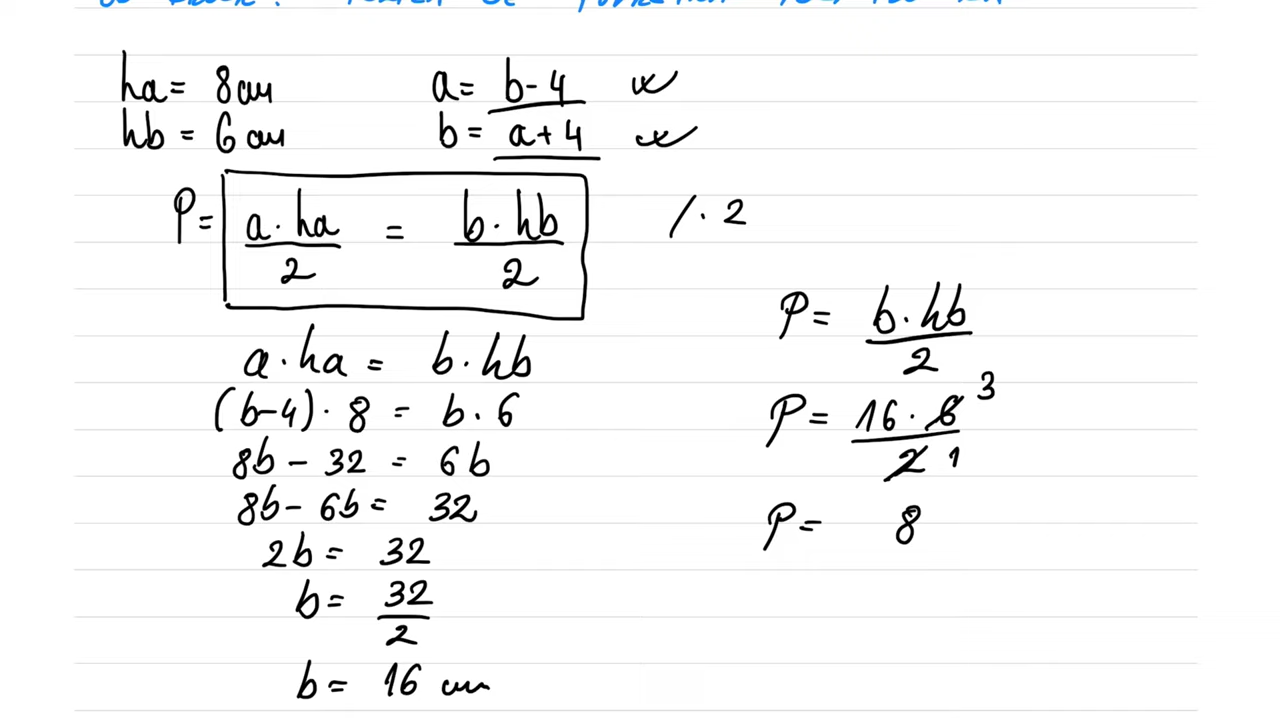 ha = 8 cm
hb = 6 cm
a = b - 4
b = a + 4
P = a · ha / 2 = b · hb / 2 / · 2
a · ha = b · hb
(b-4) · 8 = b · 6
8b - 32 = 6b
8b - 6b = 32
2b = 32
b = 32 / 2
b = 16 cm
P = b · hb / 2
P = 16 · 6 3 / 2 1
P = 8